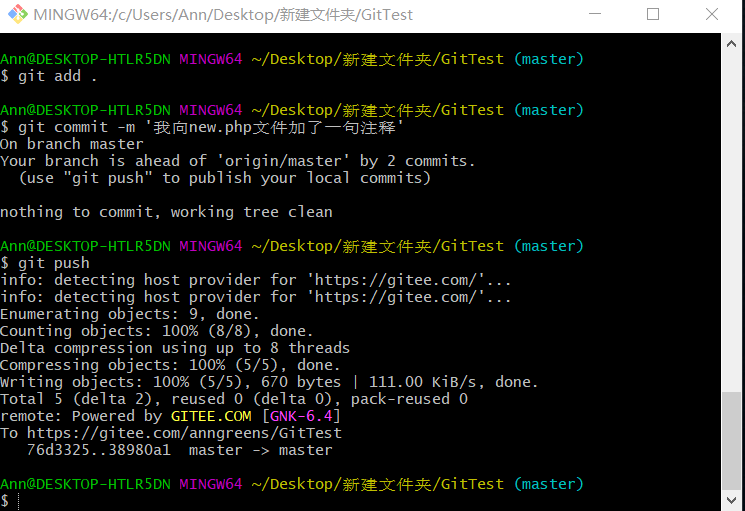 MINGW64:/c/Users/Ann/Desktop/新建文件夹/GitTest
Ann@DESKTOP-HTLR5DN MINGW64 ~/Desktop/新建文件夹/GitTest (master)
$ git add .
Ann@DESKTOP-HTLR5DN MINGW64 ~/Desktop/新建文件夹/GitTest (master)
$ git commit -m '我向new.php文件加了一句注释'
On branch master
Your branch is ahead of 'origin/master' by 2 commits.
  (use "git push" to publish your local commits)
nothing to commit, working tree clean
Ann@DESKTOP-HTLR5DN MINGW64 ~/Desktop/新建文件夹/GitTest (master)
$ git push
info: detecting host provider for 'https://gitee.com/'...
info: detecting host provider for 'https://gitee.com/'...
Enumerating objects: 9, done.
Counting objects: 100% (8/8), done.
Delta compression using up to 8 threads
Compressing objects: 100% (5/5), done.
Writing objects: 100% (5/5), 670 bytes | 111.00 KiB/s, done.
Total 5 (delta 2), reused 0 (delta 0), pack-reused 0
remote: Powered by GITEE.COM [GNK-6.4]
To https://gitee.com/anngreens/GitTest
   76d3325..38980a1  master -> master
Ann@DESKTOP-HTLR5DN MINGW64 ~/Desktop/新建文件夹/GitTest (master)
$